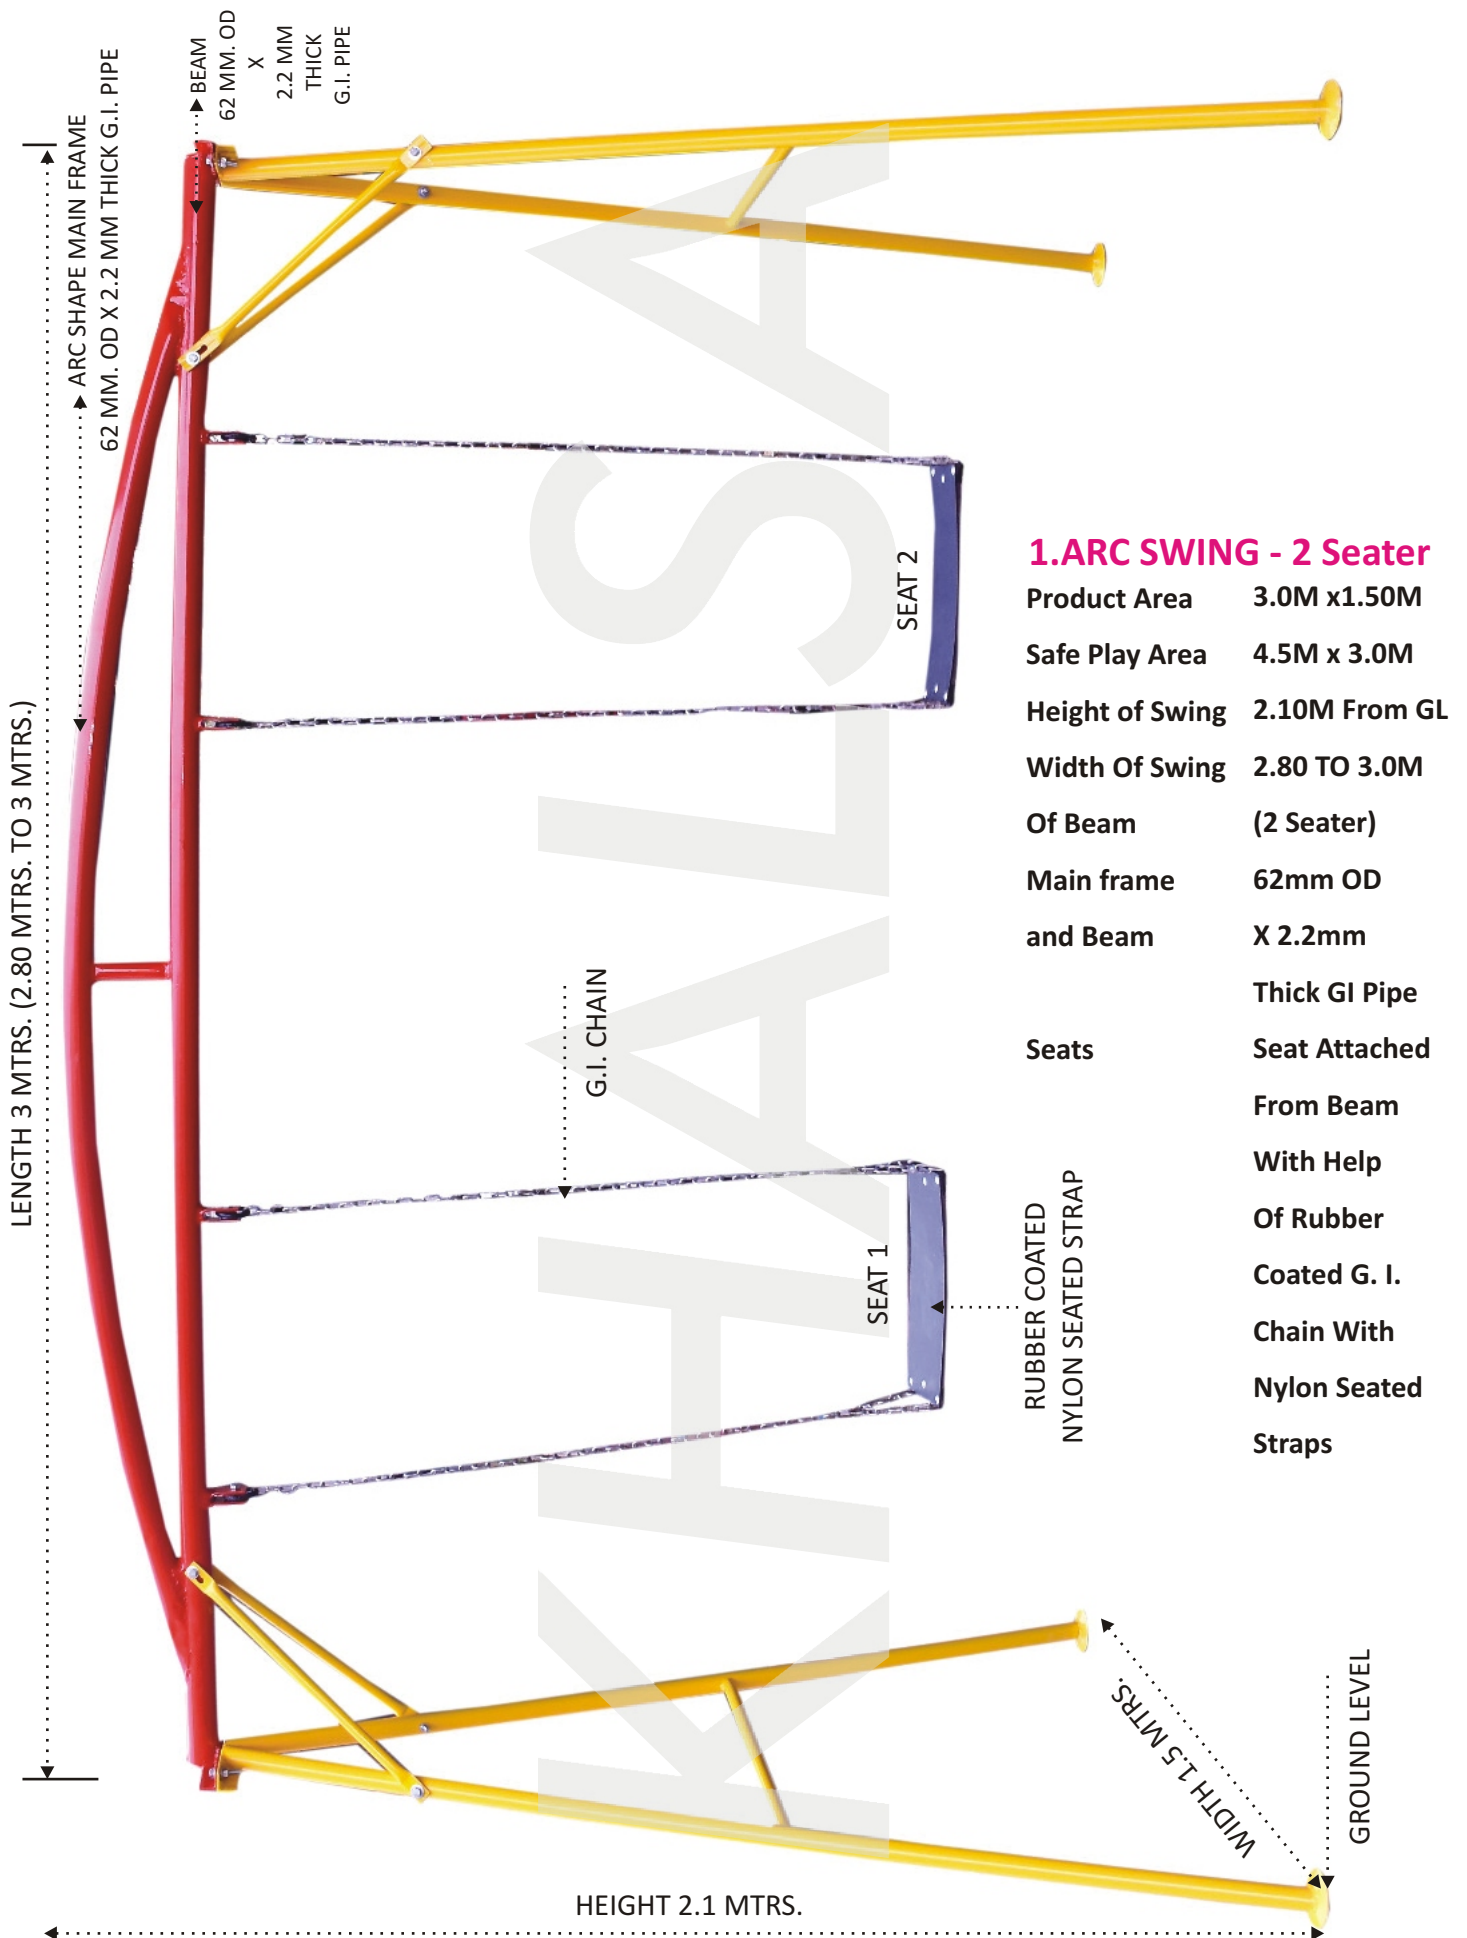 LENGTH 3 MTRS. (2.80 MTRS. TO 3 MTRS.)
ARC SHAPE MAIN FRAME
62 MM. OD X 2.2 MM THICK G.I. PIPE
BEAM
62 MM. OD
X
2.2 MM
THICK
G.I. PIPE
SEAT 2
G.I. CHAIN
SEAT 1
RUBBER COATED
NYLON SEATED STRAP
WIDTH 1.5 MTRS.
GROUND LEVEL
HEIGHT 2.1 MTRS.
KHALSA
1.ARC SWING - 2 Seater
Product Area 3.0M x1.50M
Safe Play Area 4.5M x 3.0M
Height of Swing 2.10M From GL
Width Of Swing 2.80 TO 3.0M
Of Beam (2 Seater)
Main frame 62mm OD
and Beam X 2.2mm
Thick GI Pipe
Seats Seat Attached
From Beam
With Help
Of Rubber
Coated G. I.
Chain With
Nylon Seated
Straps